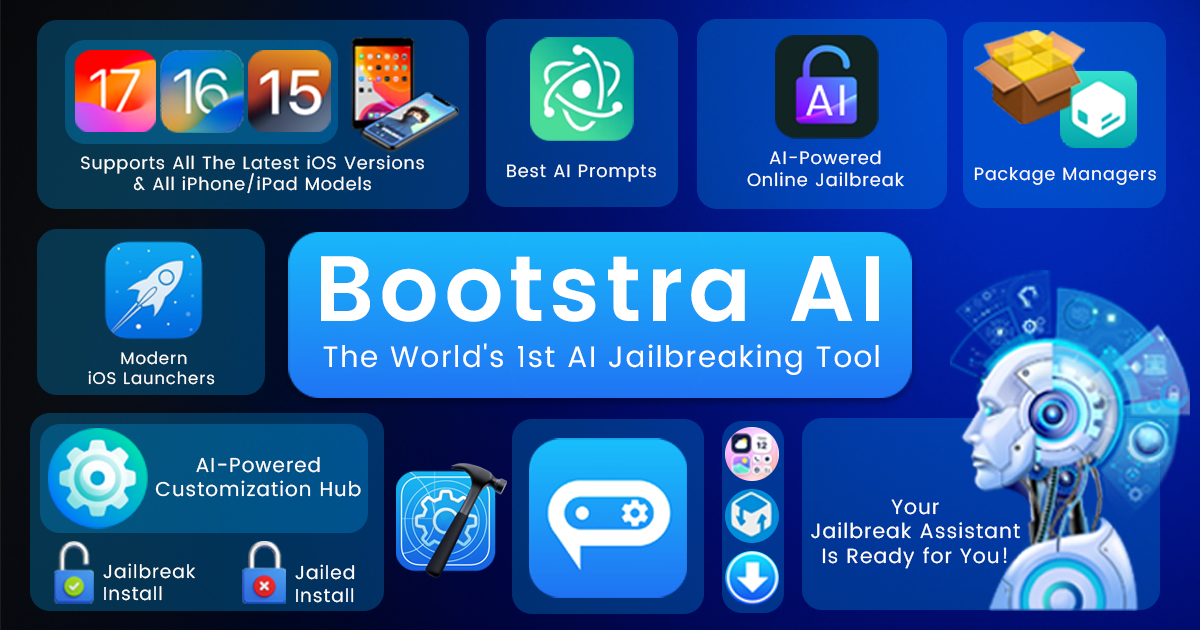 17
16
15
Supports All The Latest iOS Versions
& All iPhone/iPad Models
Best AI Prompts
AI
AI-Powered
Online Jailbreak
Package Managers
Modern
iOS Launchers
Bootstra AI
The World's 1st AI Jailbreaking Tool
AI-Powered
Customization Hub
Jailbreak
Install
Jailed
Install
12
Your
Jailbreak Assistant
Is Ready for You!